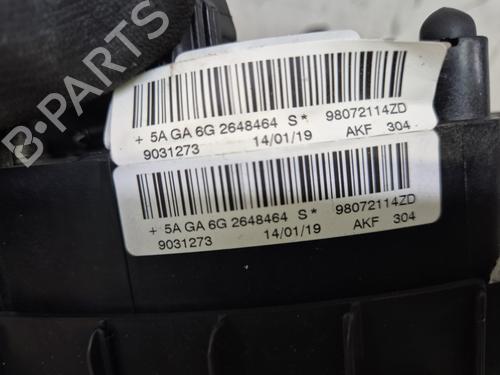 + 5A GA 6G 2648464 S* 98072114ZD
9031273 14/01/19 AKF 304
+ 5A GA 6G 2648464 S* 98072114ZD
9031273 14/01/19 AKF 304
B-PARTS